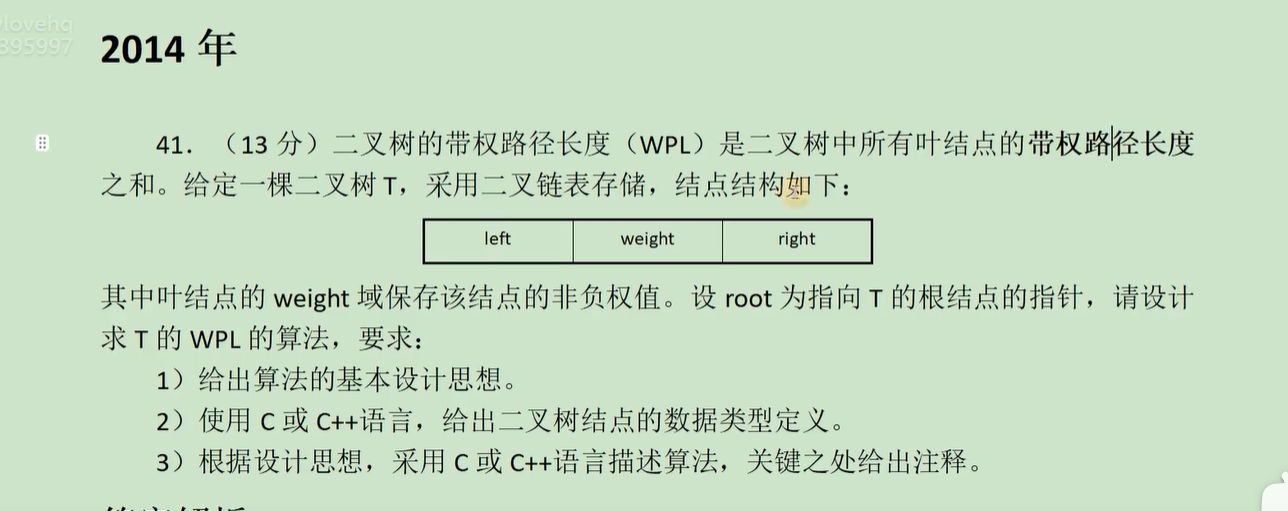 lovehq
395997
2014 年
41. （13 分）二叉树的带权路径长度（WPL）是二叉树中所有叶结点的带权路径长度
之和。给定一棵二叉树 T，采用二叉链表存储，结点结构如下：
left weight right
其中叶结点的 weight 域保存该结点的非负权值。设 root 为指向 T 的根结点的指针，请设计
求 T 的 WPL 的算法，要求：
1）给出算法的基本设计思想。
2）使用 C 或 C++语言，给出二叉树结点的数据类型定义。
3）根据设计思想，采用 C 或 C++语言描述算法，关键之处给出注释。